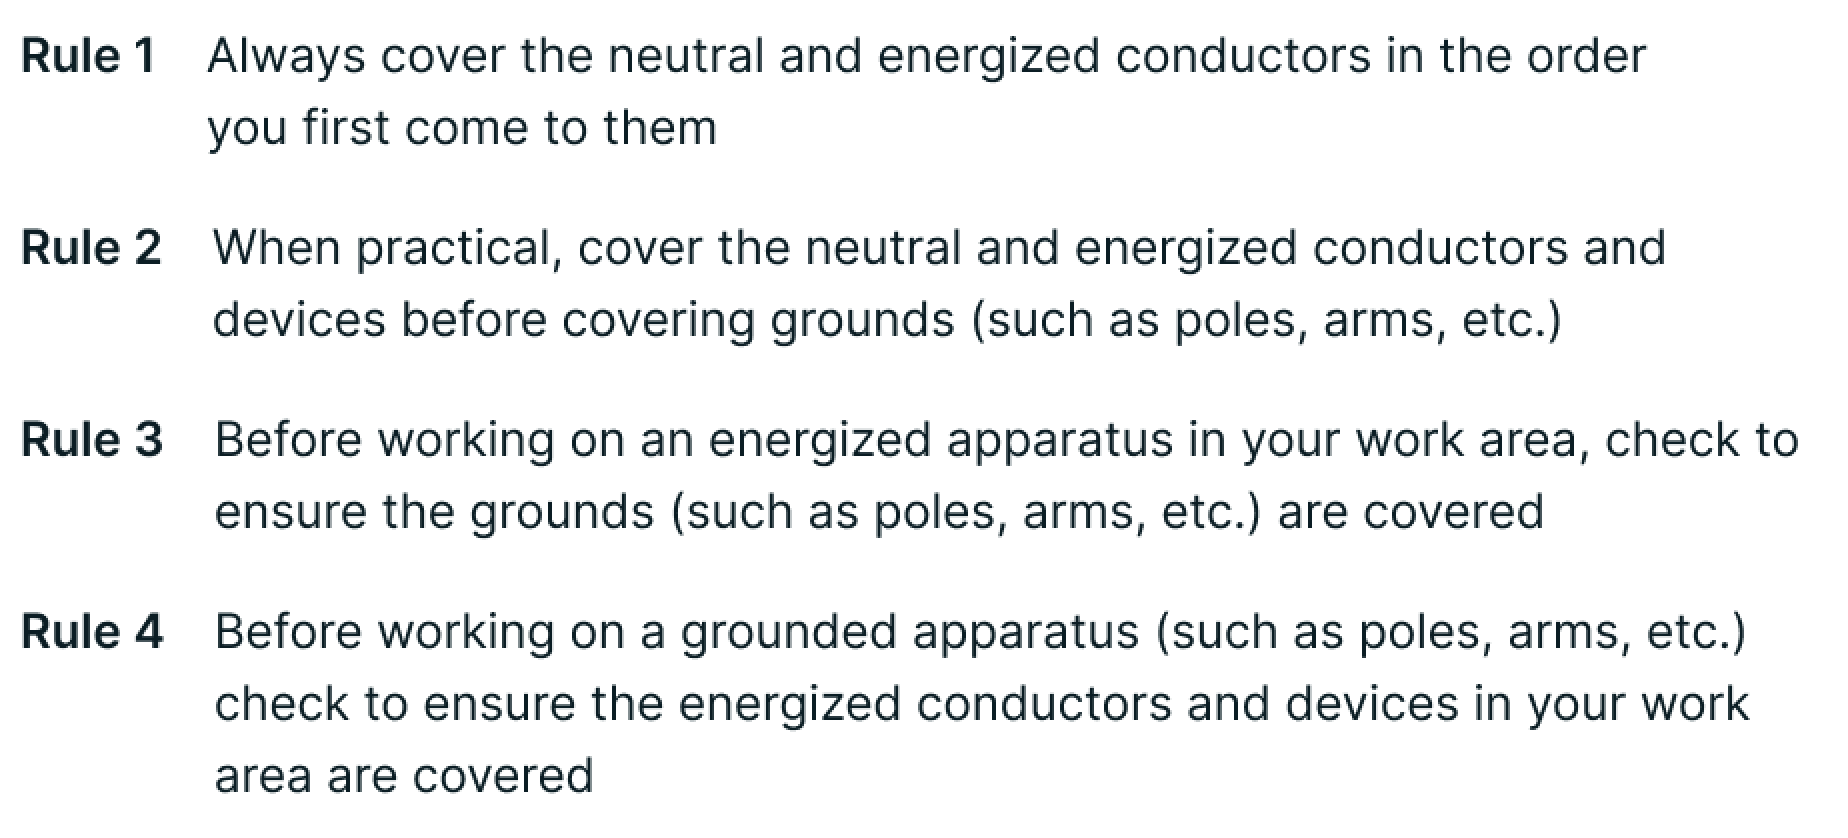 Rule 1 Always cover the neutral and energized conductors in the order
you first come to them
Rule 2 When practical, cover the neutral and energized conductors and
devices before covering grounds (such as poles, arms, etc.)
Rule 3 Before working on an energized apparatus in your work area, check to
ensure the grounds (such as poles, arms, etc.) are covered
Rule 4 Before working on a grounded apparatus (such as poles, arms, etc.)
check to ensure the energized conductors and devices in your work
area are covered